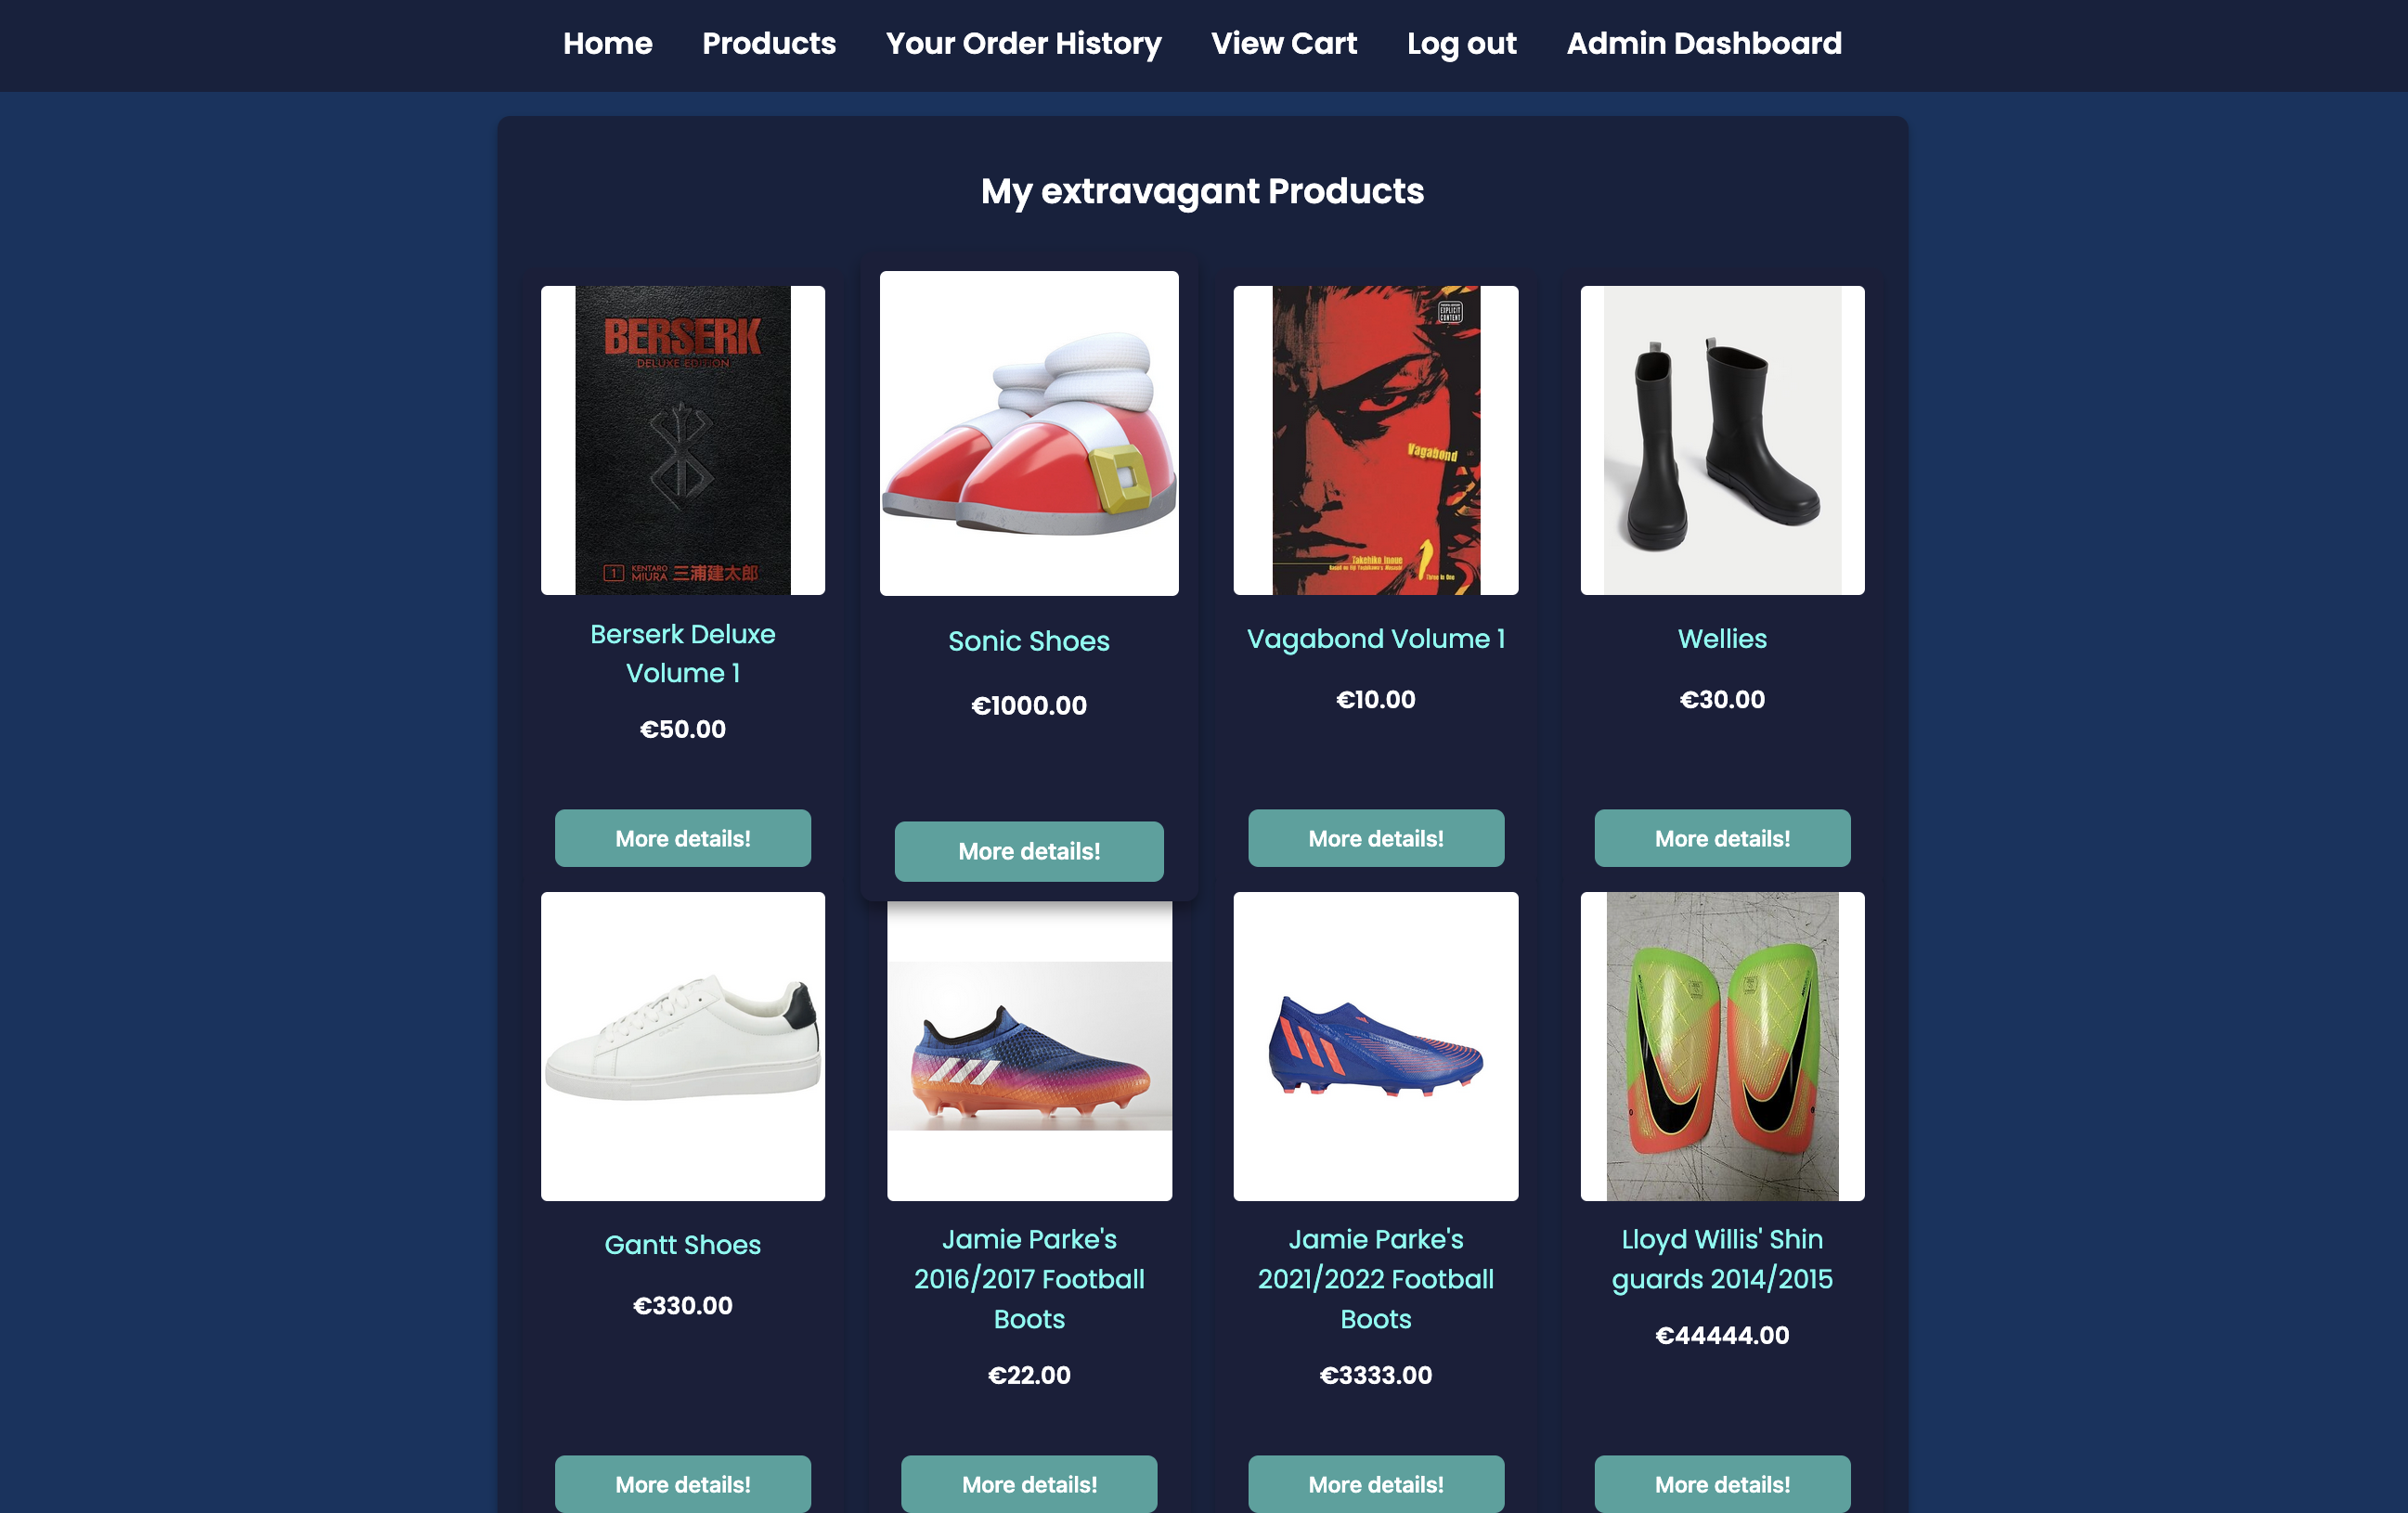 Home Products Your Order History View Cart Log out Admin Dashboard
My extravagant Products
BERSERK
DELUXE EDITION
1 KENTARO MIURA 三浦建太郎
Berserk Deluxe
Volume 1
€50.00
More details!
Sonic Shoes
€1000.00
More details!
EXPLICIT CONTENT
Vagabond
Takehiko Inoue
1
Vagabond Volume 1
€10.00
More details!
Wellies
€30.00
More details!
Gantt Shoes
€330.00
More details!
Jamie Parke's
2016/2017 Football
Boots
€22.00
More details!
Jamie Parke's
2021/2022 Football
Boots
€3333.00
More details!
Lloyd Willis' Shin
guards 2014/2015
€44444.00
More details!